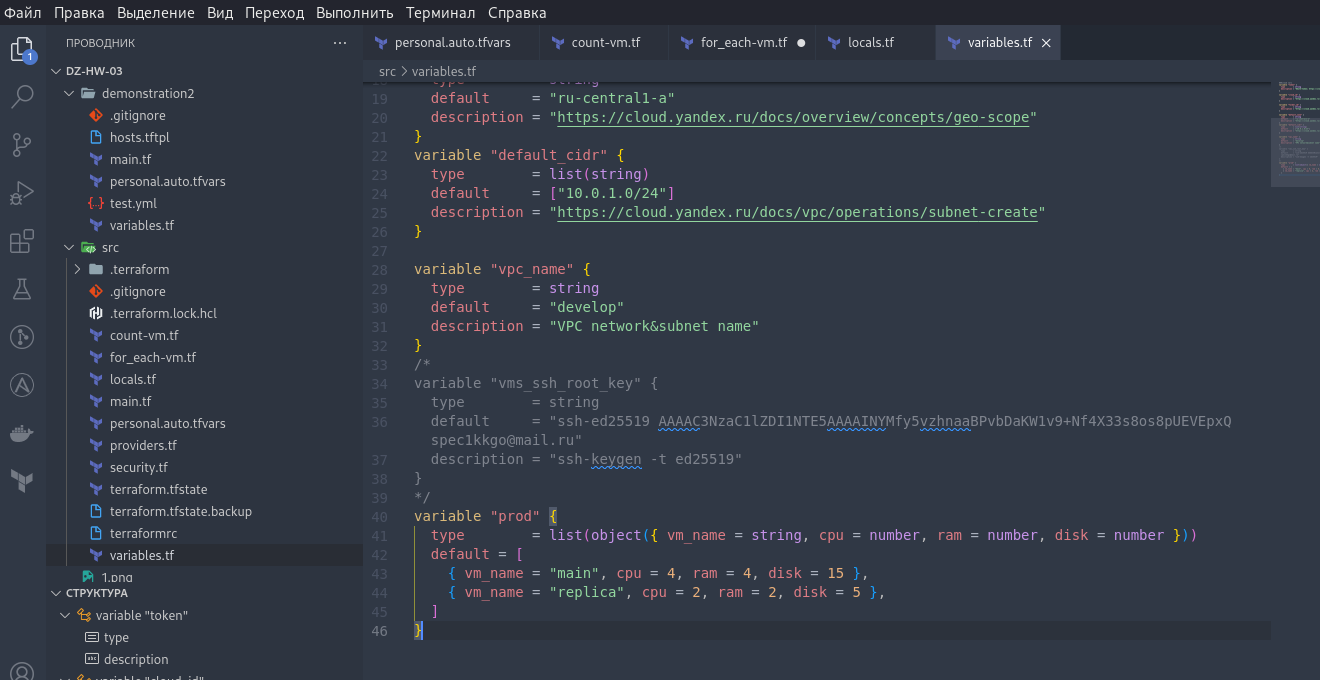 Файл Правка Выделение Вид Переход Выполнить Терминал Справка
1
ПРОВОДНИК
DZ-HW-03
demonstration2
.gitignore
hosts.tftpl
main.tf
personal.auto.tfvars
test.yml
variables.tf
src
.terraform
.gitignore
.terraform.lock.hcl
count-vm.tf
for_each-vm.tf
locals.tf
main.tf
personal.auto.tfvars
providers.tf
security.tf
terraform.tfstate
terraform.tfstate.backup
terraformrc
variables.tf
1.png
СТРУКТУРА
variable "token"
type
description
variable "cloud_id"
personal.auto.tfvars count-vm.tf for_each-vm.tf locals.tf variables.tf
src > variables.tf
18 type = string
19 default = "ru-central1-a"
20 description = "https://cloud.yandex.ru/docs/overview/concepts/geo-scope"
21 }
22 variable "default_cidr" {
23 type = list(string)
24 default = ["10.0.1.0/24"]
25 description = "https://cloud.yandex.ru/docs/vpc/operations/subnet-create"
26 }
27
28 variable "vpc_name" {
29 type = string
30 default = "develop"
31 description = "VPC network&subnet name"
32 }
33 /*
34 variable "vms_ssh_root_key" {
35 type = string
36 default = "ssh-ed25519 AAAAC3NzaC1lZDI1NTE5AAAAINYMfy5vzhnaaBPvbDaKW1v9+Nf4X33s8os8pUEVEpxQ
spec1kkgo@mail.ru"
37 description = "ssh-keygen -t ed25519"
38 }
39 */
40 variable "prod" {
41 type = list(object({ vm_name = string, cpu = number, ram = number, disk = number }))
42 default = [
43 { vm_name = "main", cpu = 4, ram = 4, disk = 15 },
44 { vm_name = "replica", cpu = 2, ram = 2, disk = 5 },
45 ]
46 }